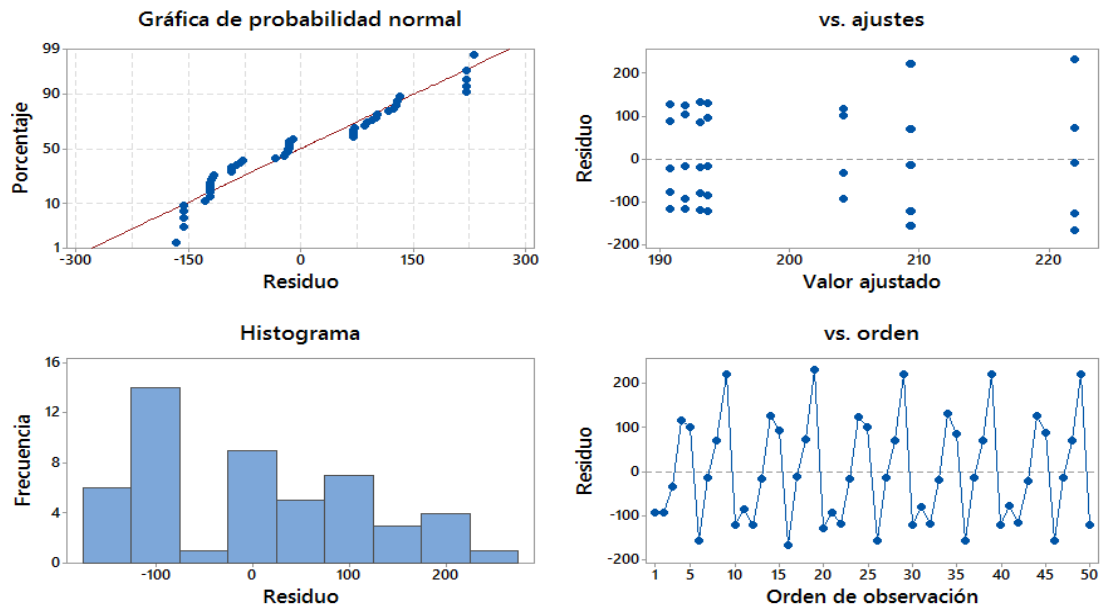 Gráfica de probabilidad normal
99
90
50
10
1
Porcentaje
-300 -150 0 150 300
Residuo
vs. ajustes
200
100
0
-100
-200
Residuo
190 200 210 220
Valor ajustado
Histograma
16
12
8
4
0
Frecuencia
-100 0 100 200
Residuo
vs. orden
200
100
0
-100
-200
Residuo
1 5 10 15 20 25 30 35 40 45 50
Orden de observación